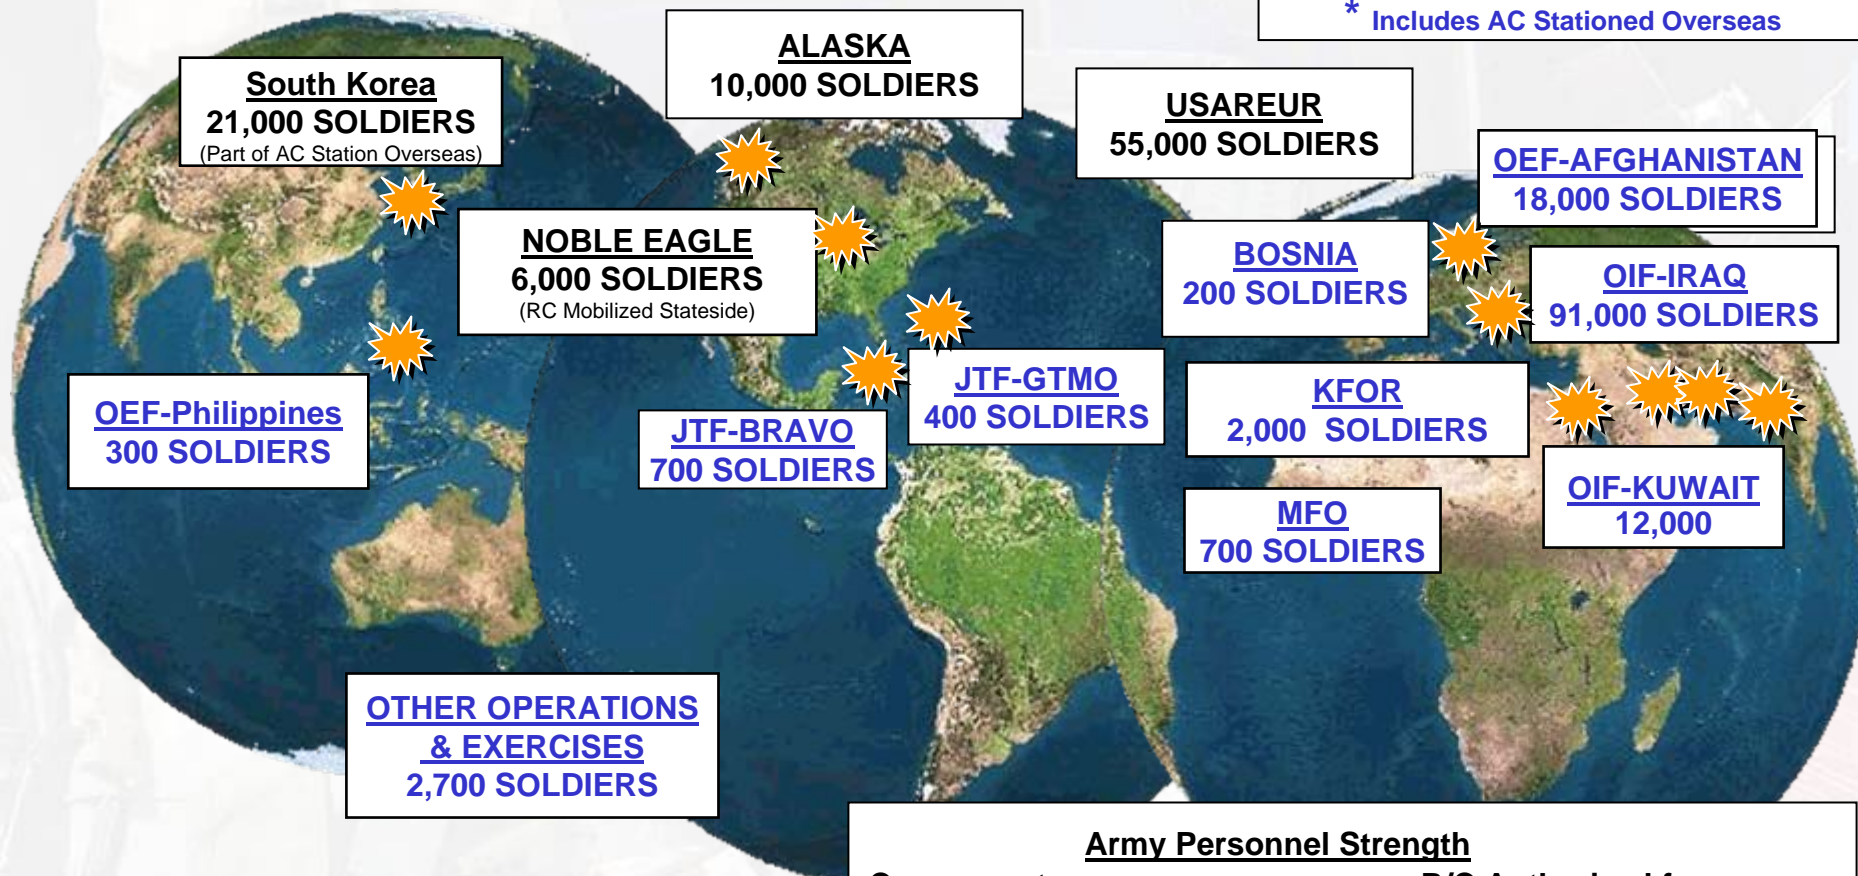 * Includes AC Stationed Overseas
ALASKA
10,000 SOLDIERS
South Korea
21,000 SOLDIERS
(Part of AC Station Overseas)
USAREUR
55,000 SOLDIERS
OEF-AFGHANISTAN
18,000 SOLDIERS
NOBLE EAGLE
6,000 SOLDIERS
(RC Mobilized Stateside)
BOSNIA
200 SOLDIERS
OIF-IRAQ
91,000 SOLDIERS
OEF-Philippines
300 SOLDIERS
JTF-BRAVO
700 SOLDIERS
JTF-GTMO
400 SOLDIERS
KFOR
2,000 SOLDIERS
OIF-KUWAIT
12,000
MFO
700 SOLDIERS
OTHER OPERATIONS
& EXERCISES
2,700 SOLDIERS
Army Personnel Strength